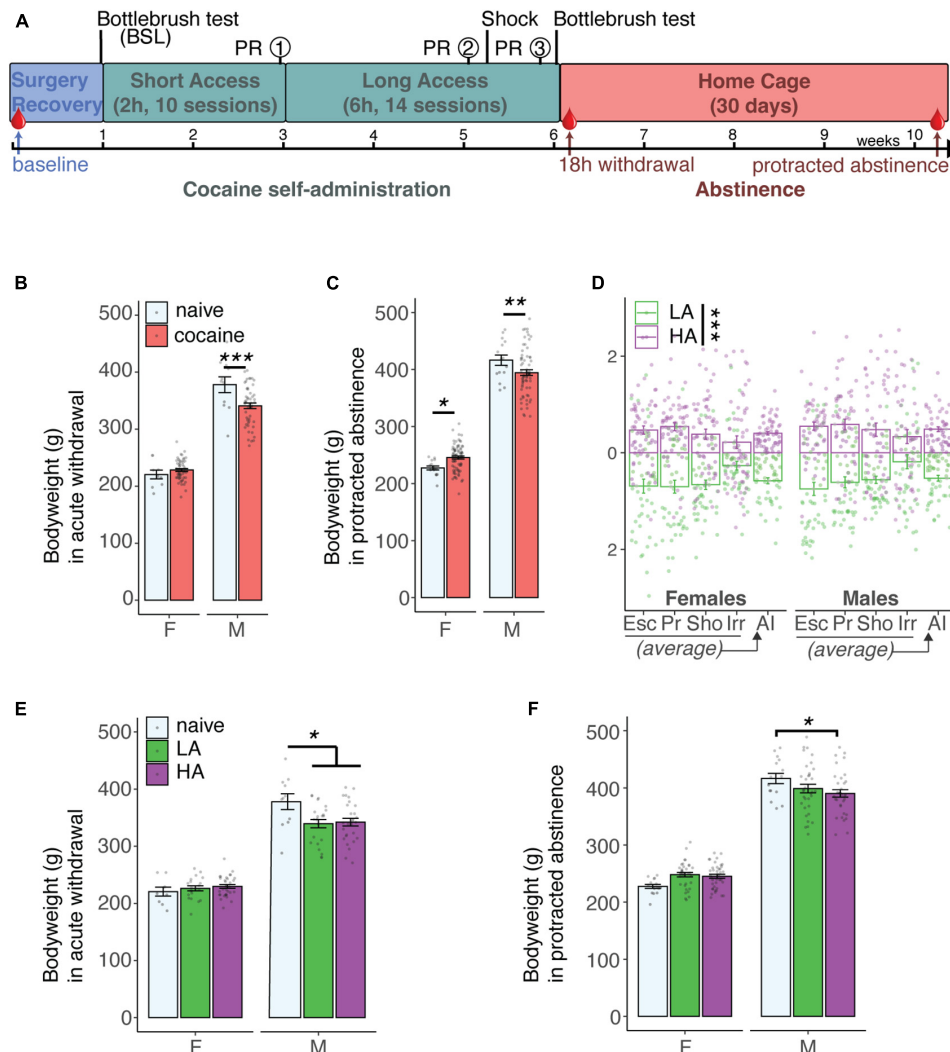 A
Bottlebrush test
(BSL)
PR 1
PR 2
Shock
PR 3
Bottlebrush test
Surgery
Recovery
Short Access
(2h, 10 sessions)
Long Access
(6h, 14 sessions)
Home Cage
(30 days)
1 2 3 4 5 6 7 8 9 10
weeks
baseline
18h withdrawal
protracted abstinence
Cocaine self-administration
Abstinence
B
Bodyweight (g)
in acute withdrawal
500
400
300
200
100
0
naive
cocaine
***
F M
C
Bodyweight (g)
in protracted abstinence
500
400
300
200
100
0
*
**
F M
D
LA
HA
***
2
0
2
Females
Males
Esc Pr Sho Irr AI
Esc Pr Sho Irr AI
(average)
(average)
E
Bodyweight (g)
in acute withdrawal
500
400
300
200
100
0
naive
LA
HA
*
F M
F
Bodyweight (g)
in protracted abstinence
500
400
300
200
100
0
*
F M